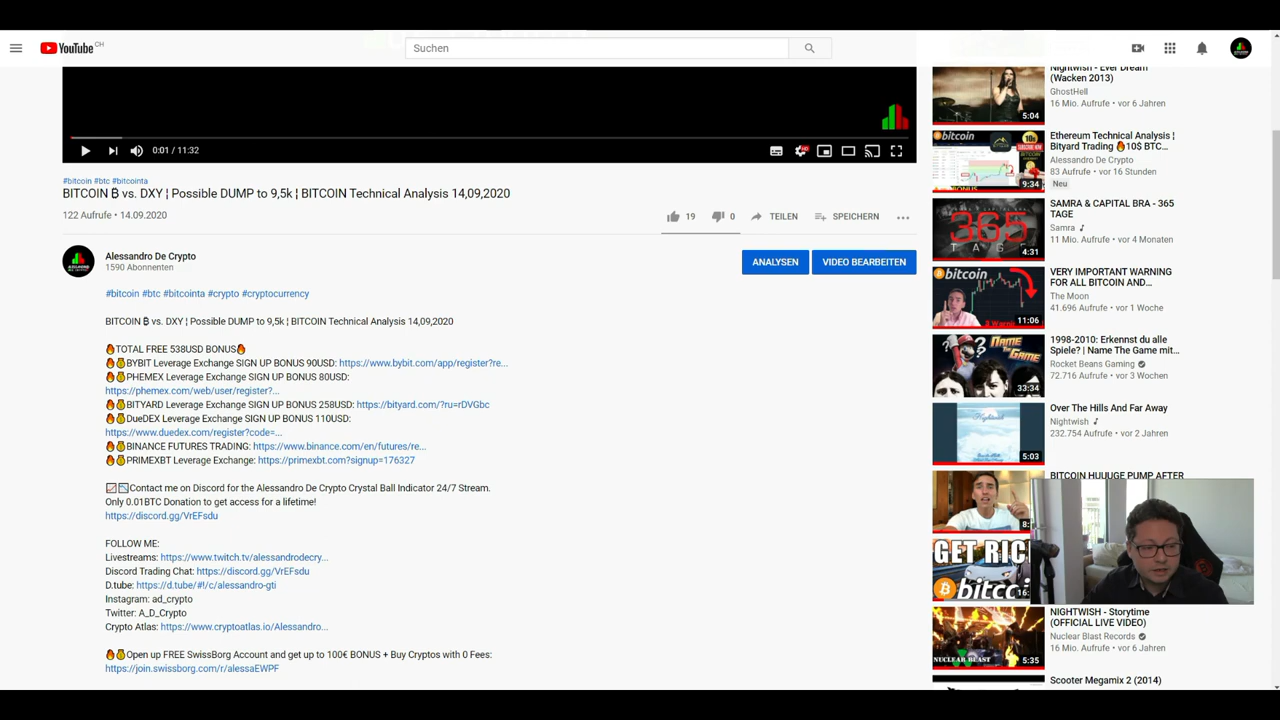 YouTube CH
Suchen
0:01 / 11:32
#bitcoin #btc #bitcointa
BITCOIN ₿ vs. DXY ¦ Possible DUMP to 9,5k ¦ BITCOIN Technical Analysis 14,09,2020
122 Aufrufe • 14.09.2020
19
0
TEILEN
SPEICHERN
Alessandro De Crypto
1590 Abonnenten
ANALYSEN
VIDEO BEARBEITEN
#bitcoin #btc #bitcointa #crypto #cryptocurrency
BITCOIN ₿ vs. DXY ¦ Possible DUMP to 9,5k ¦ BITCOIN Technical Analysis 14,09,2020
🔥TOTAL FREE 538USD BONUS🔥
🔥💰BYBIT Leverage Exchange SIGN UP BONUS 90USD: https://www.bybit.com/app/register?re...
🔥💰PHEMEX Leverage Exchange SIGN UP BONUS 80USD:
https://phemex.com/web/user/register?...
🔥💰BITYARD Leverage Exchange SIGN UP BONUS 258USD: https://bityard.com/?ru=rDVGbc
🔥💰DueDEX Leverage Exchange SIGN UP BONUS 110USD:
https://www.duedex.com/register?code=...
🔥💰BINANCE FUTURES TRADING: https://www.binance.com/en/futures/re...
🔥💰PRIMEXBT Leverage Exchange: https://primexbt.com?signup=176327
📈📉Contact me on Discord for the Alessandro De Crypto Crystal Ball Indicator 24/7 Stream.
Only 0.01BTC Donation to get access for a lifetime!
https://discord.gg/VrEFsdu
FOLLOW ME:
Livestreams: https://www.twitch.tv/alessandrodecry...
Discord Trading Chat: https://discord.gg/VrEFsdu
D.tube: https://d.tube/#!/c/alessandro-gti
Instagram: ad_crypto
Twitter: A_D_Crypto
Crypto Atlas: https://www.cryptoatlas.io/Alessandro...
🔥💰Open up FREE SwissBorg Account and get up to 100€ BONUS + Buy Cryptos with 0 Fees:
https://join.swissborg.com/r/alessaEWPF
Nightwish - Ever Dream
(Wacken 2013)
GhostHell
16 Mio. Aufrufe • vor 6 Jahren
5:04
bitcoin
Ethereum Technical Analysis ¦
Bityard Trading 🔥10$ BTC...
Alessandro De Crypto
83 Aufrufe • vor 16 Stunden
Neu
9:34
365
TAGE
SAMRA & CAPITAL BRA - 365
TAGE
Samra
11 Mio. Aufrufe • vor 4 Monaten
4:31
bitcoin
VERY IMPORTANT WARNING
FOR ALL BITCOIN AND...
The Moon
41.696 Aufrufe • vor 1 Woche
11:06
NAME
THE GAME
1998-2010: Erkennst du alle
Spiele? | Name The Game mit...
Rocket Beans Gaming
72.716 Aufrufe • vor 3 Wochen
33:34
Over The Hills And Far Away
Nightwish
232.754 Aufrufe • vor 2 Jahren
5:03
BITCOIN HUUUGE PUMP AFTER
8:
GET RIC
bitcoin
16:
NUCLEAR BLAST
NIGHTWISH - Storytime
(OFFICIAL LIVE VIDEO)
Nuclear Blast Records
16 Mio. Aufrufe • vor 6 Jahren
5:35
Scooter Megamix 2 (2014)